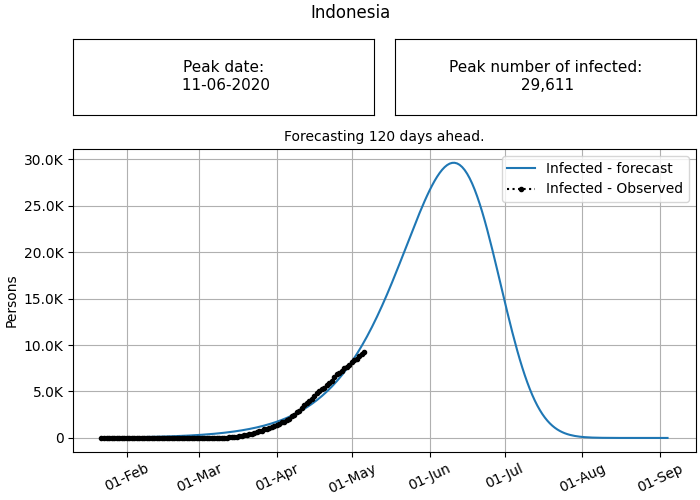 Indonesia
Peak date:
11-06-2020
Peak number of infected:
29,611
Forecasting 120 days ahead.
Infected - forecast
Infected - Observed
Persons
30.0K
25.0K
20.0K
15.0K
10.0K
5.0K
0
01-Feb
01-Mar
01-Apr
01-May
01-Jun
01-Jul
01-Aug
01-Sep